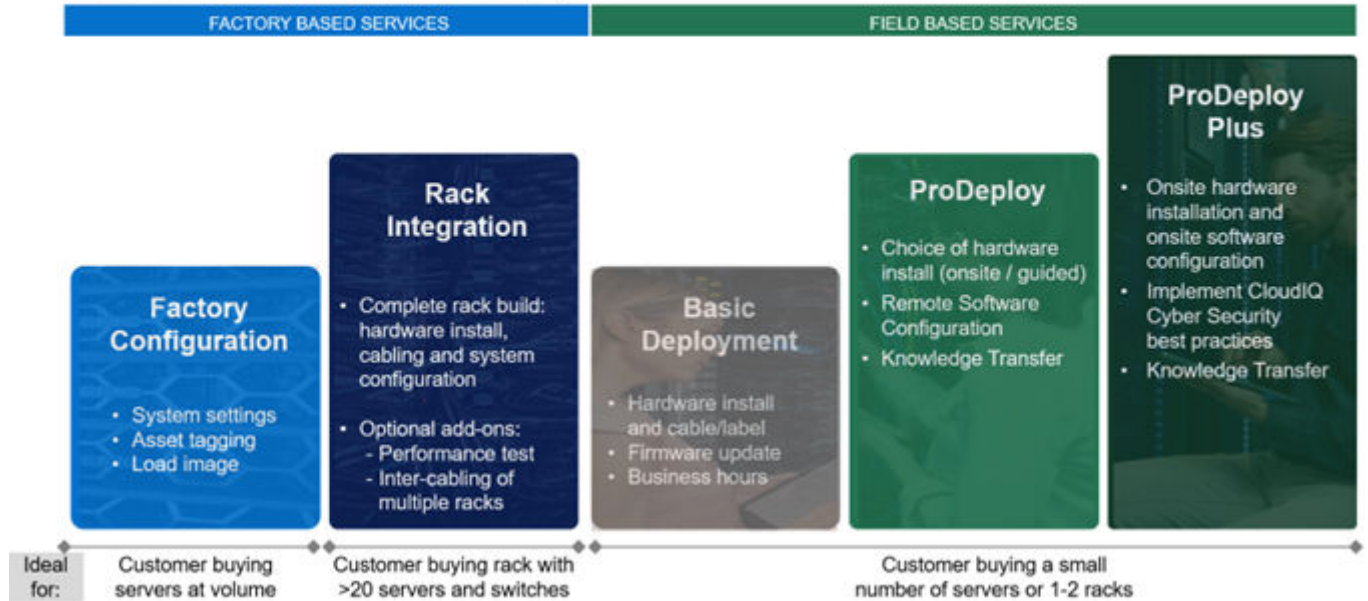 FACTORY BASED SERVICES
FIELD BASED SERVICES
Factory
Configuration
• System settings
• Asset tagging
• Load image
Rack
Integration
• Complete rack build:
hardware install,
cabling and system
configuration
• Optional add-ons:
- Performance test
- Inter-cabling of
multiple racks
Basic
Deployment
• Hardware install
and cable/label
• Firmware update
• Business hours
ProDeploy
• Choice of hardware
install (onsite / guided)
• Remote Software
Configuration
• Knowledge Transfer
ProDeploy
Plus
• Onsite hardware
installation and
onsite software
configuration
• Implement CloudIQ
Cyber Security
best practices
• Knowledge Transfer
Ideal
for:
Customer buying
servers at volume
Customer buying rack with
>20 servers and switches
Customer buying a small
number of servers or 1-2 racks